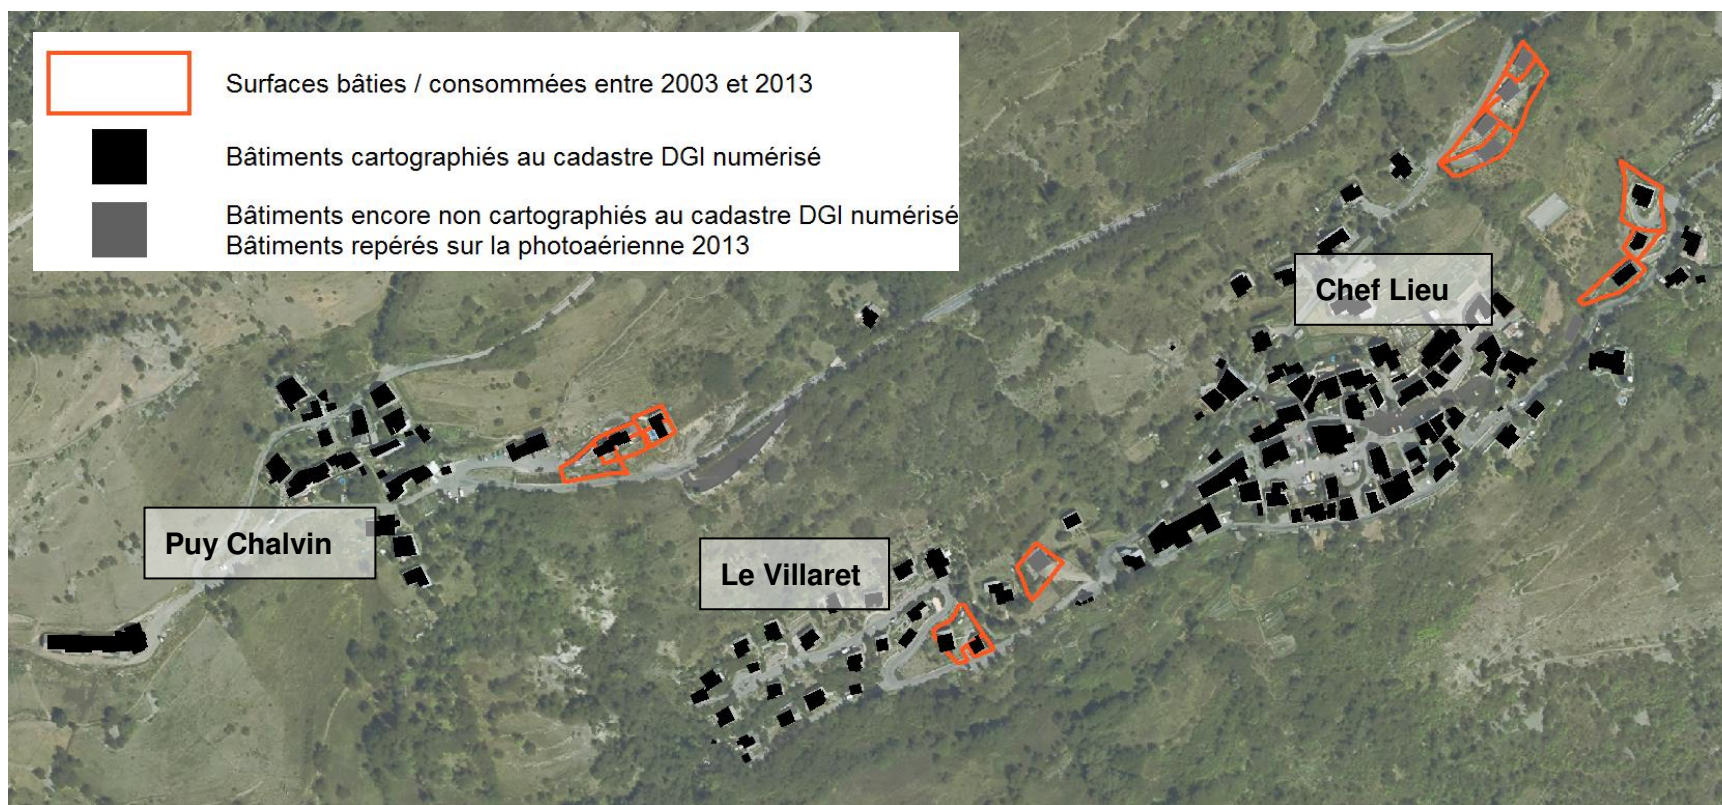 Surfaces bâties / consommées entre 2003 et 2013
Bâtiments cartographiés au cadastre DGI numérisé
Bâtiments encore non cartographiés au cadastre DGI numérisé
Bâtiments repérés sur la photoaérienne 2013
Chef Lieu
Puy Chalvin
Le Villaret